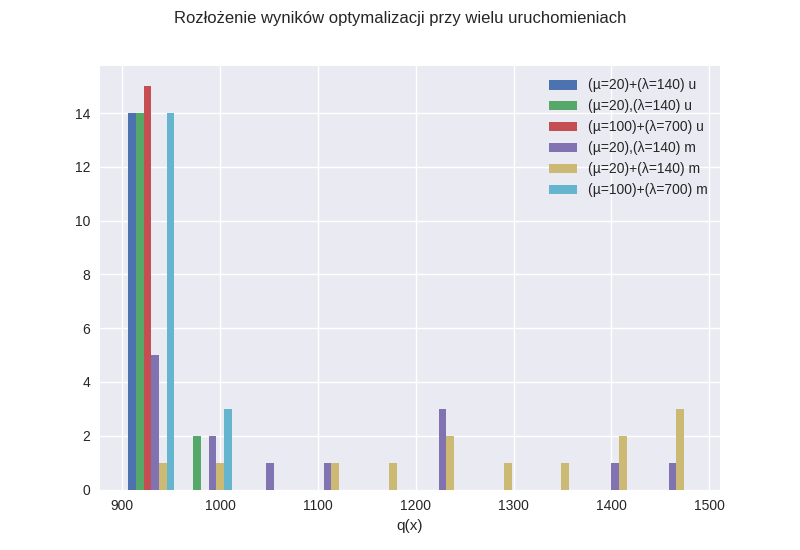 Rozłożenie wyników optymalizacji przy wielu uruchomieniach
(μ=20)+(λ=140) u
(μ=20),(λ=140) u
(μ=100)+(λ=700) u
(μ=20),(λ=140) m
(μ=20)+(λ=140) m
(μ=100)+(λ=700) m
14
12
10
8
6
4
2
0
900 1000 1100 1200 1300 1400 1500
q(x)